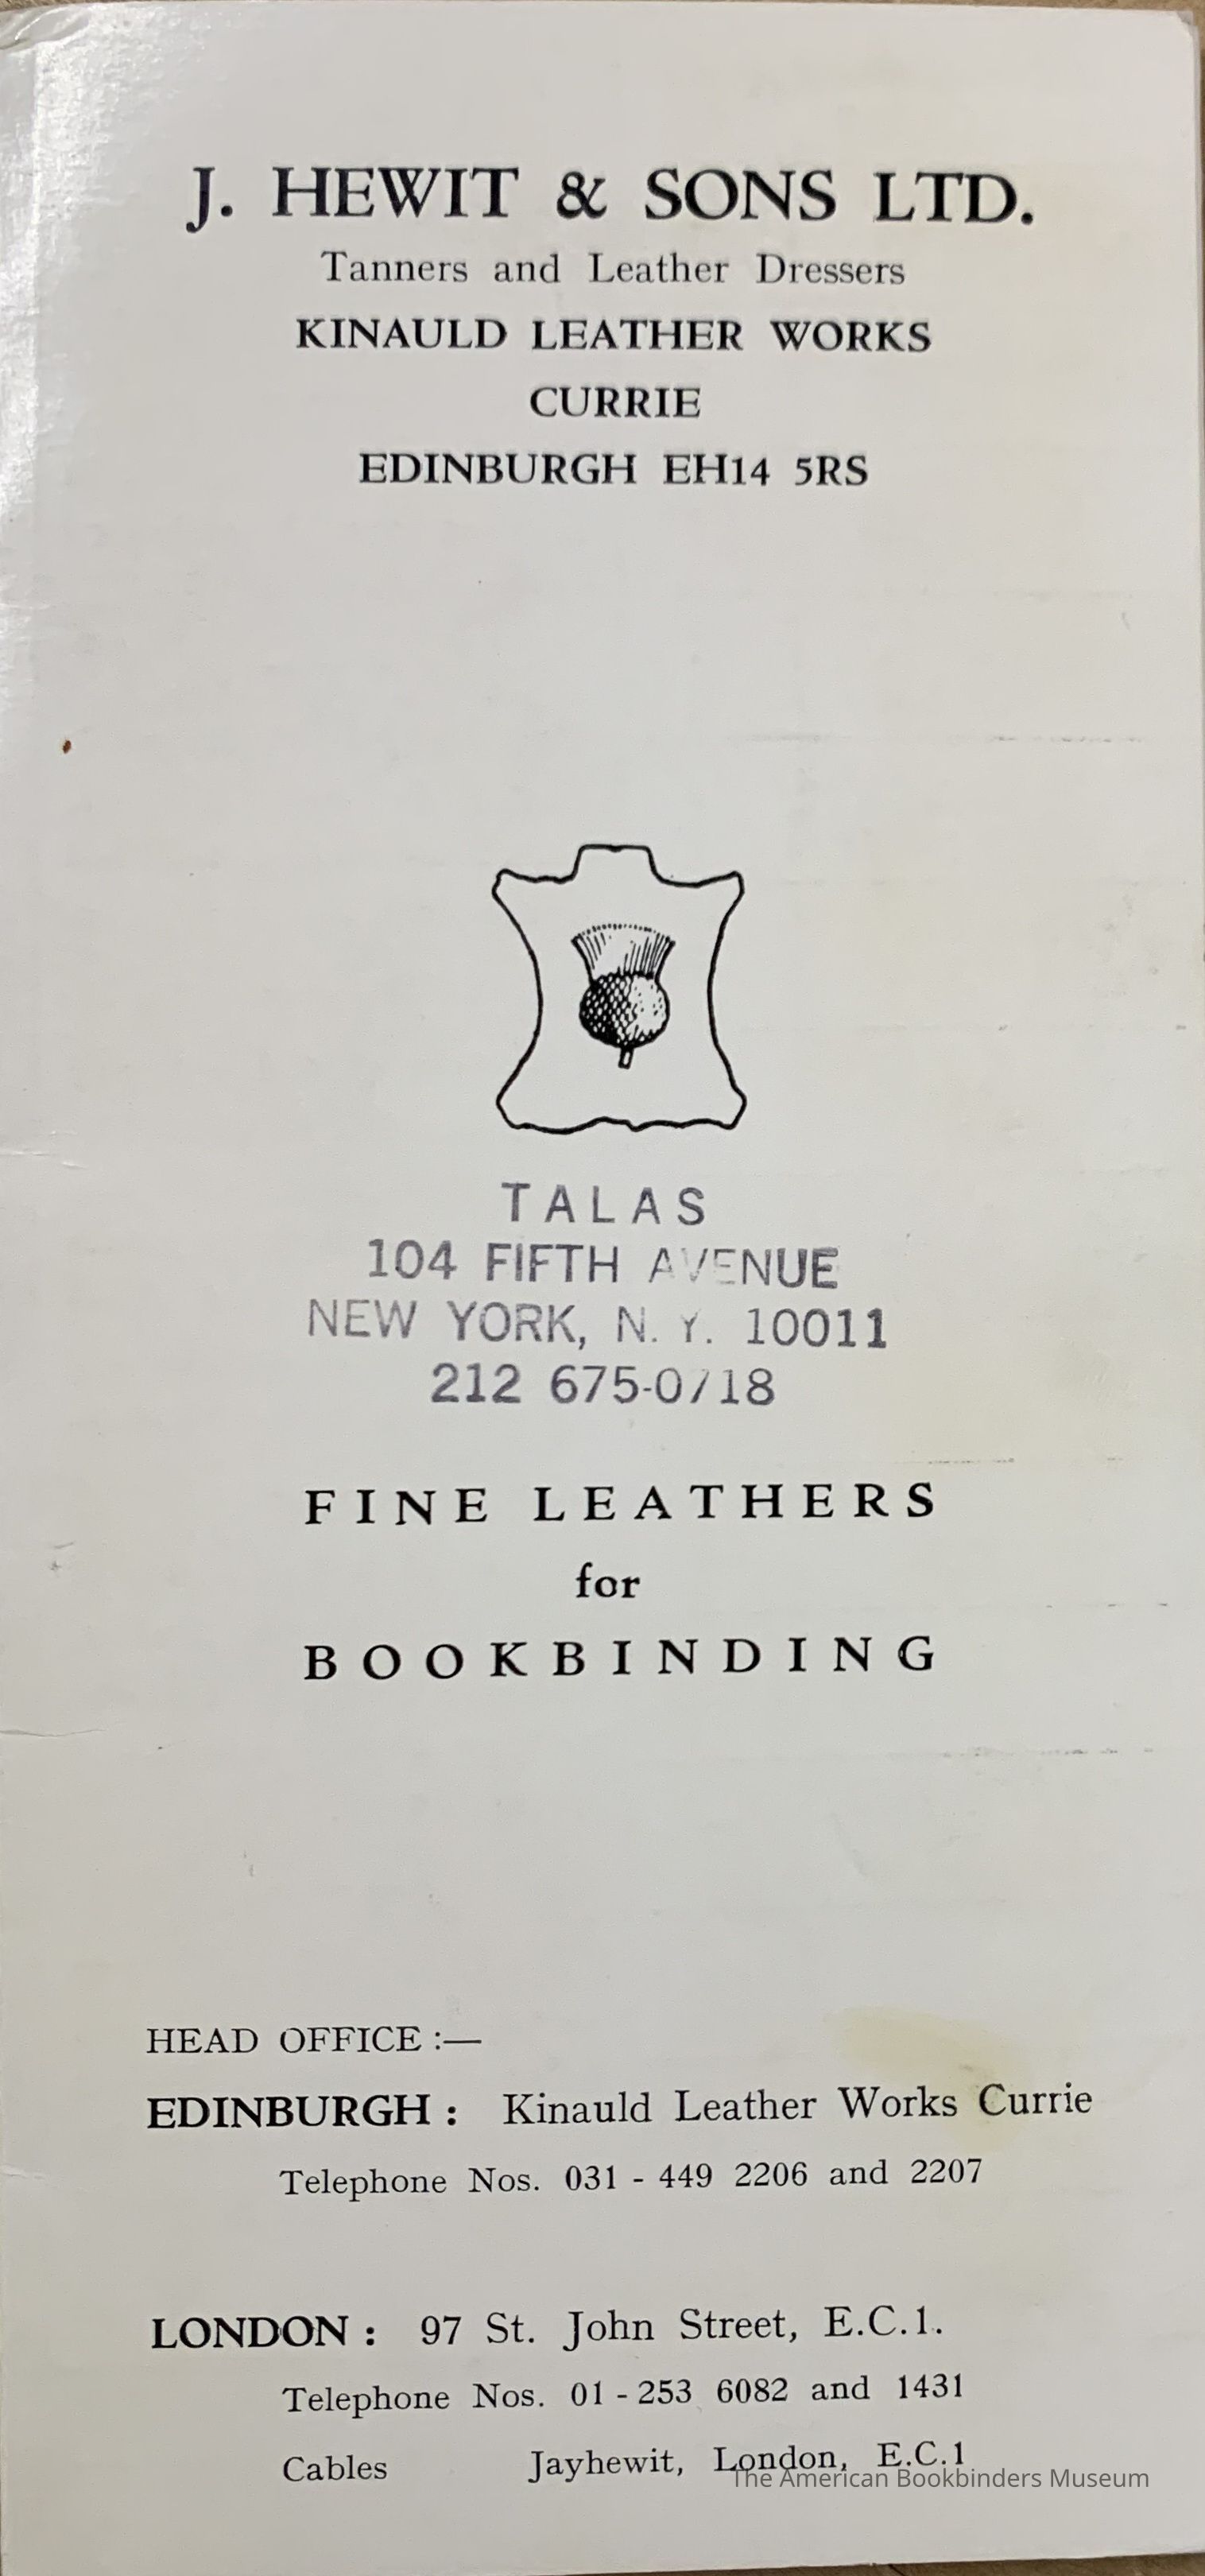 J. HEWIT & SONS LTD.
Tanners and Leather Dressers
KINAULD LEATHER WORKS
CURRIE
EDINBURGH EH14 5RS
TALAS
104 FIFTH AVENUE
NEW YORK, N. Y. 10011
212 675-0718
FINE LEATHERS
for
BOOKBINDING
HEAD OFFICE :—
EDINBURGH : Kinauld Leather Works Currie
Telephone Nos. 031 - 449 2206 and 2207
LONDON : 97 St. John Street, E.C.1.
Telephone Nos. 01 - 253 6082 and 1431
Cables Jayhewit, London, E.C.1
The American Bookbinders Museum